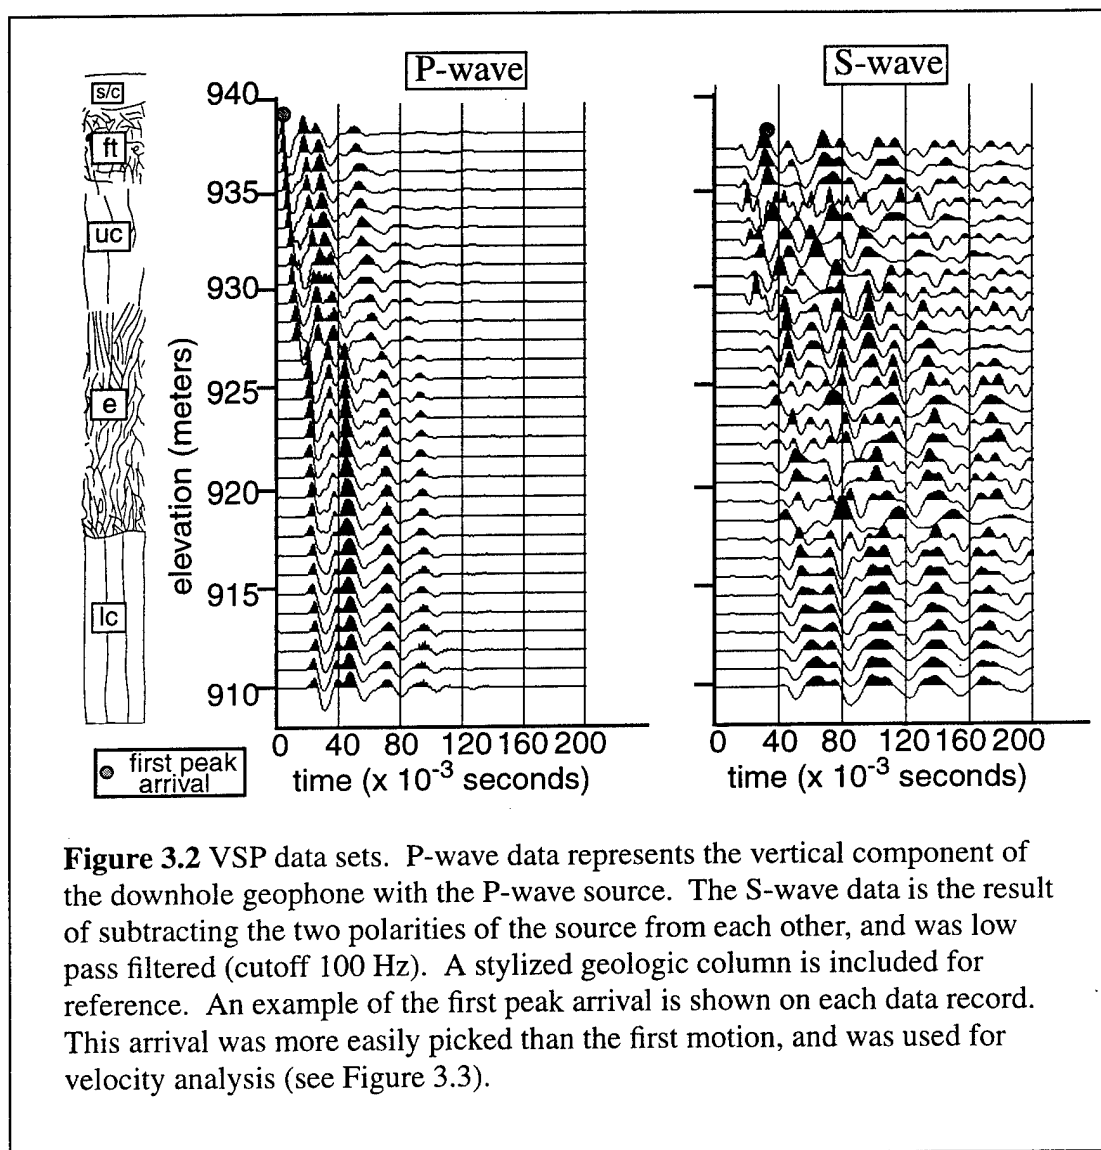 P-wave
S-wave
s/c
ft
uc
e
lc
elevation (meters)
940
935
930
925
920
915
910
0 40 80 120 160 200
time (x 10-3 seconds)
0 40 80 120 160 200
time (x 10-3 seconds)
first peak
arrival
Figure 3.2 VSP data sets. P-wave data represents the vertical component of
the downhole geophone with the P-wave source. The S-wave data is the result
of subtracting the two polarities of the source from each other, and was low
pass filtered (cutoff 100 Hz). A stylized geologic column is included for
reference. An example of the first peak arrival is shown on each data record.
This arrival was more easily picked than the first motion, and was used for
velocity analysis (see Figure 3.3).